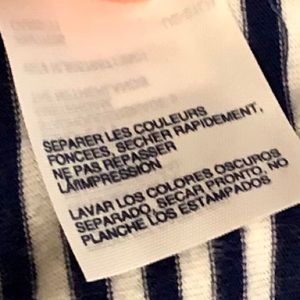 SEPARER LES COULEURS
FONCEES, SECHER RAPIDEMENT,
NE PAS REPASSER
LA IMPRESSION
LAVAR LOS COLORES OSCUROS
SEPARADO, SECAR PRONTO, NO
PLANCHE LOS ESTAMPADOS